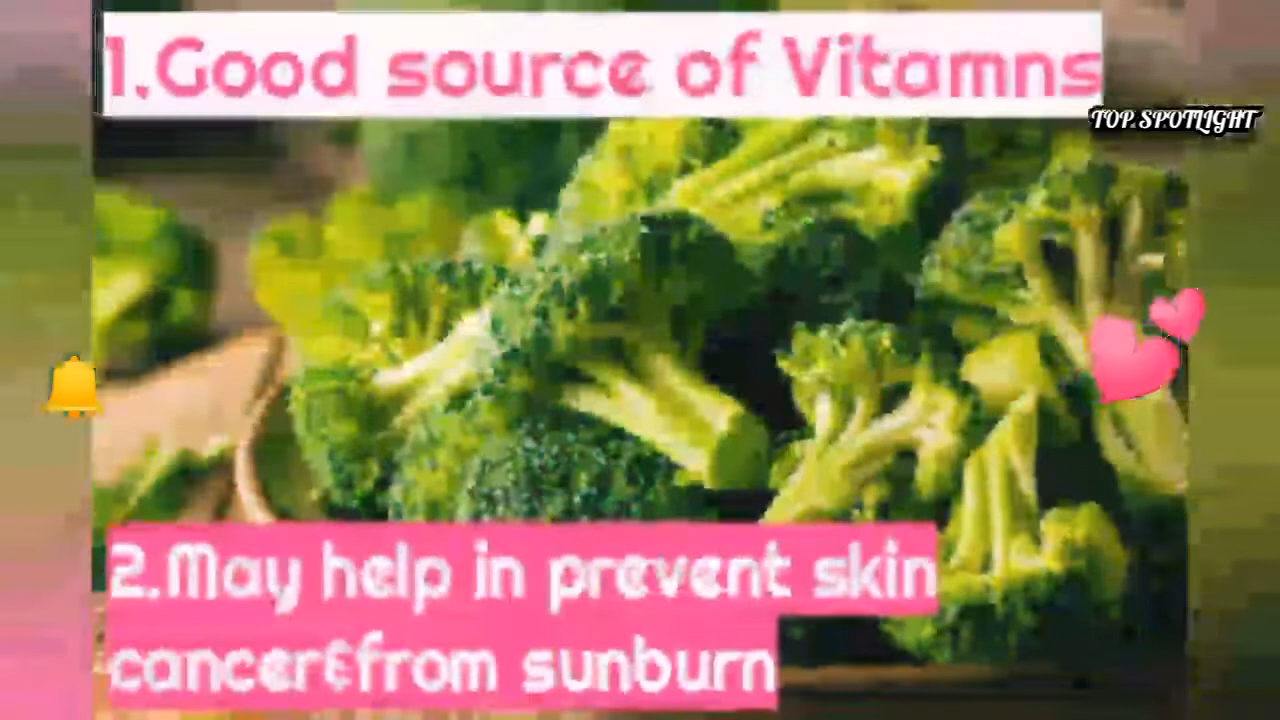 1.Good source of Vitamns
TOP SPOTLIGHT
2.May help in prevent skin
cancer&from sunburn